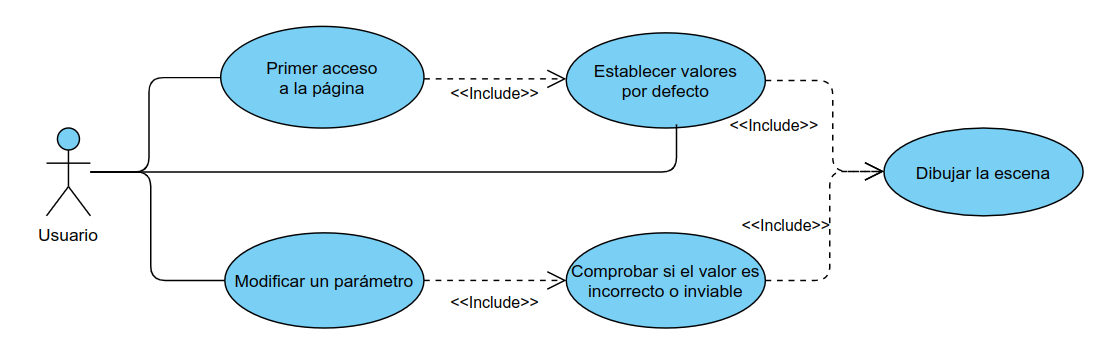 Primer acceso
a la página
<<Include>>
Establecer valores
por defecto
<<Include>>
Dibujar la escena
Usuario
Modificar un parámetro
<<Include>>
Comprobar si el valor es
incorrecto o inviable
<<Include>>